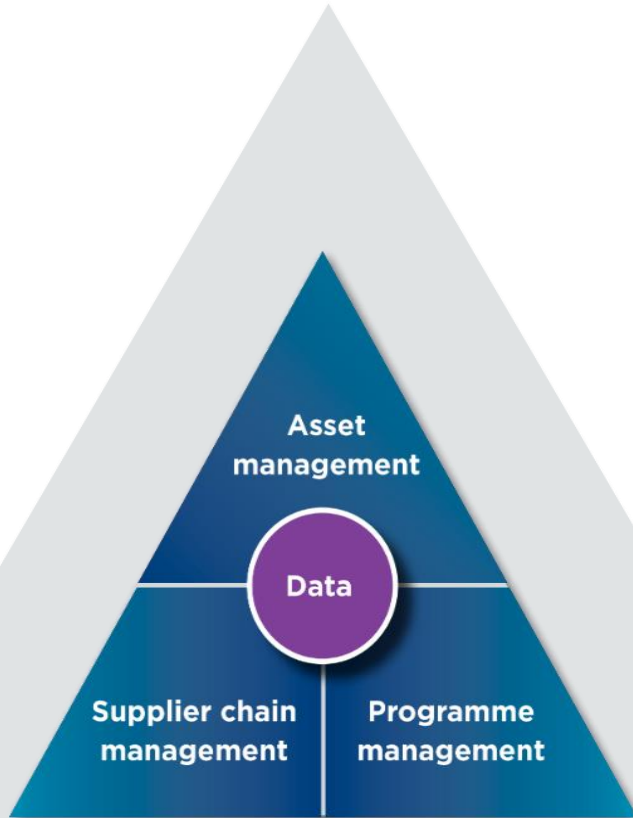 Asset
management
Data
Supplier chain
management
Programme
management